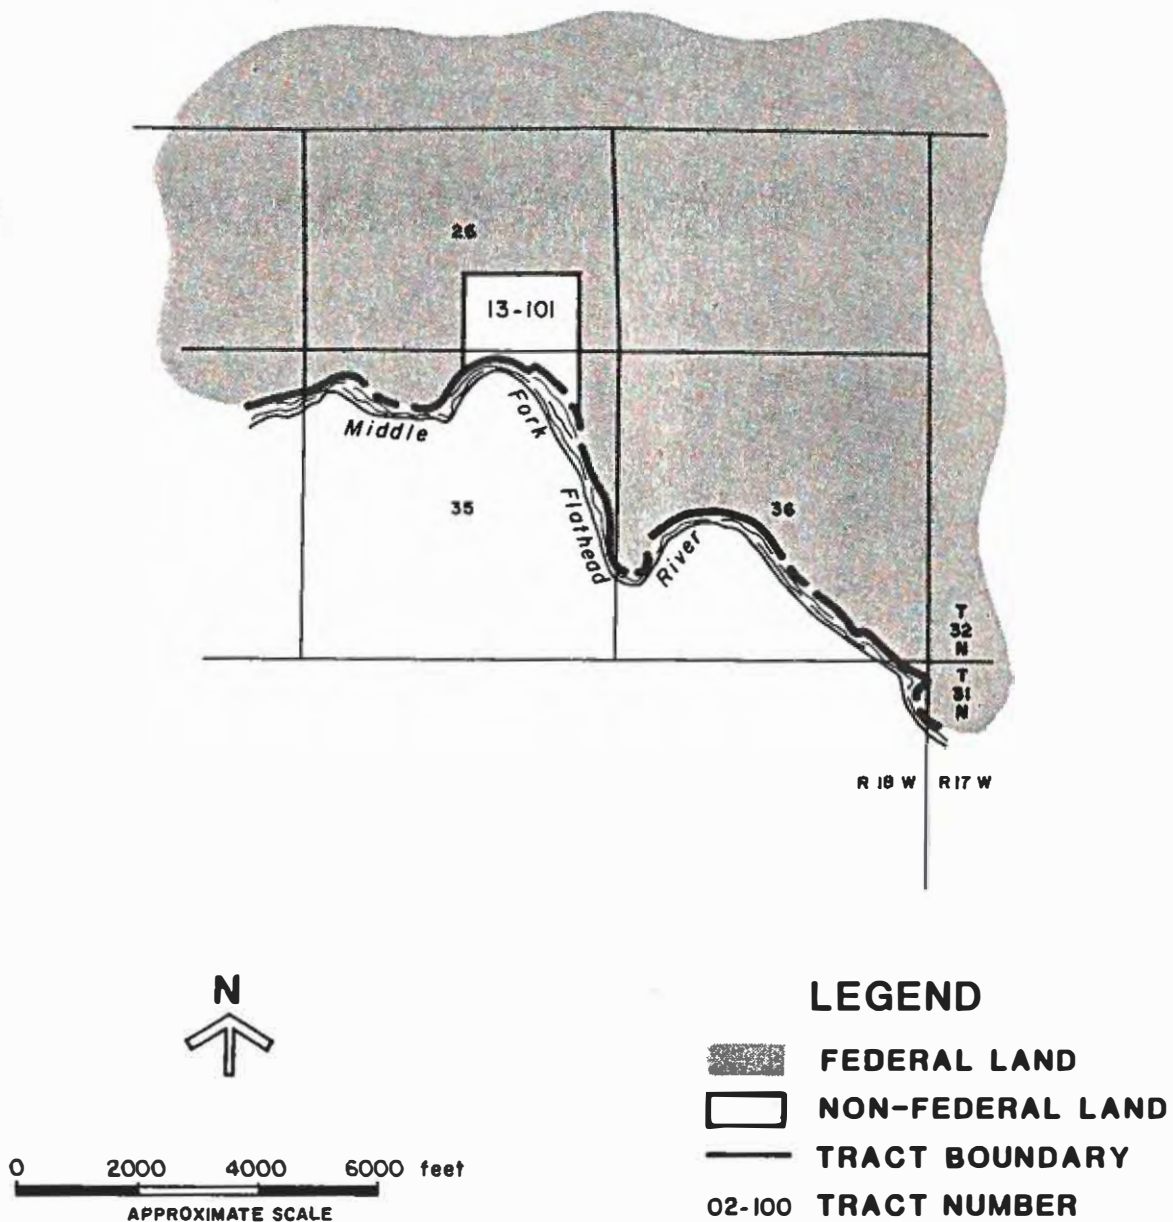 26
13-101
Middle
Fork
Flathead
River
35
36
T
32
N
T
31
N
R 18 W
R 17 W
N
LEGEND
FEDERAL LAND
NON-FEDERAL LAND
TRACT BOUNDARY
02-100 TRACT NUMBER
0 2000 4000 6000 feet
APPROXIMATE SCALE